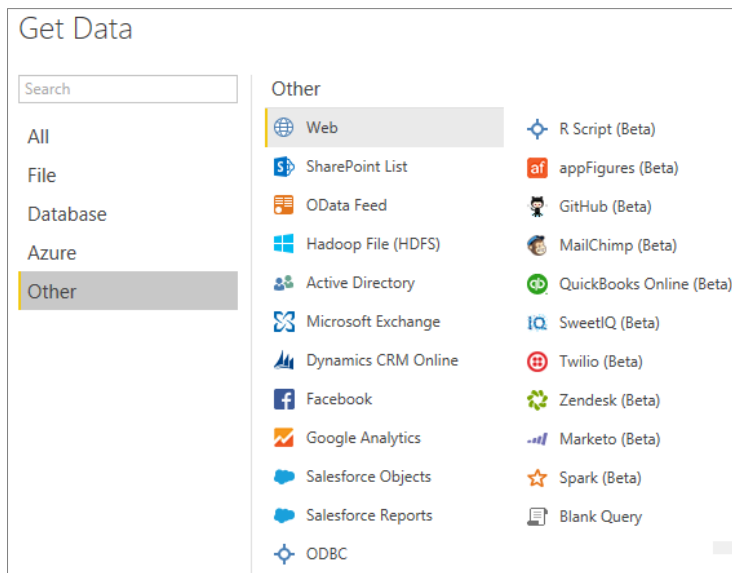 Get Data
Search
All
File
Database
Azure
Other
Other
Web
SharePoint List
OData Feed
Hadoop File (HDFS)
Active Directory
Microsoft Exchange
Dynamics CRM Online
Facebook
Google Analytics
Salesforce Objects
Salesforce Reports
ODBC
R Script (Beta)
appFigures (Beta)
GitHub (Beta)
MailChimp (Beta)
QuickBooks Online (Beta)
SweetIQ (Beta)
Twilio (Beta)
Zendesk (Beta)
Marketo (Beta)
Spark (Beta)
Blank Query